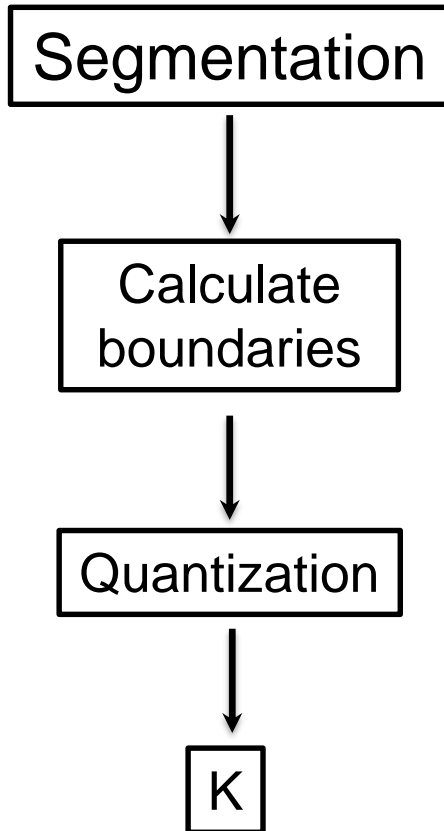 Segmentation
Calculate
boundaries
Quantization
K